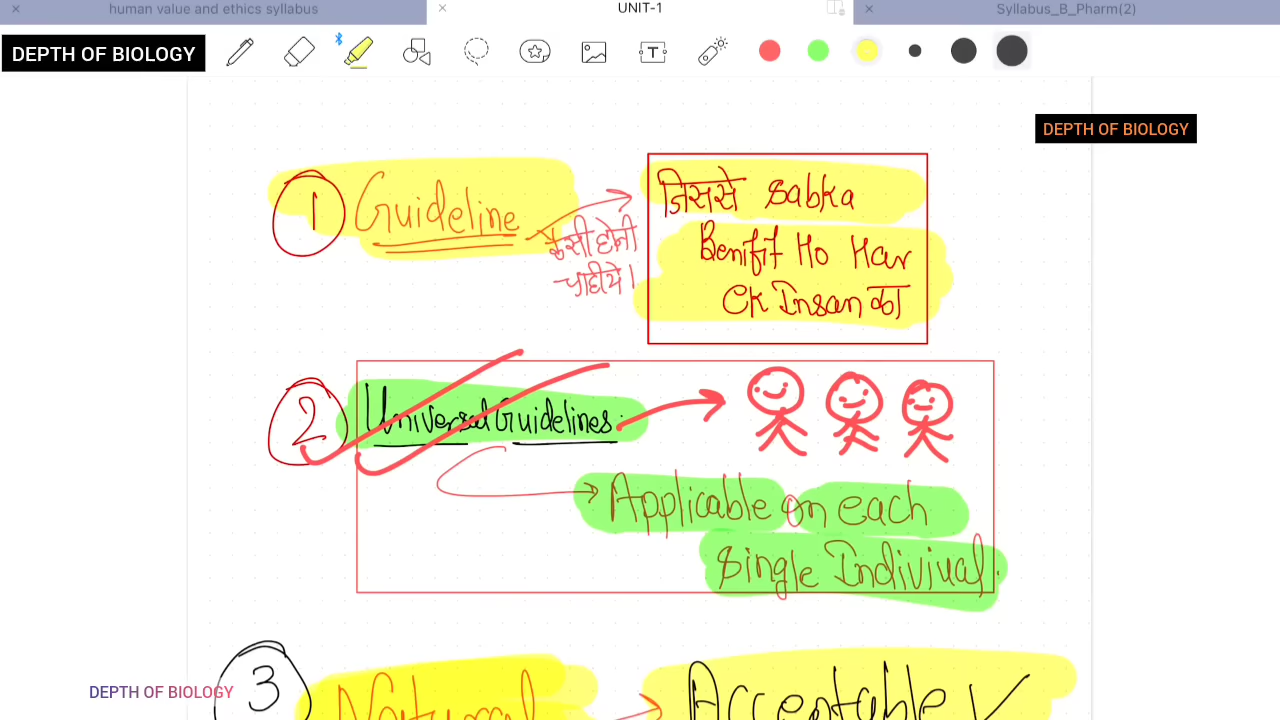 human value and ethics syllabus
UNIT-1
Syllabus_B_Pharm(2)
DEPTH OF BIOLOGY
T
DEPTH OF BIOLOGY
1 Guideline
कैसी होनी
चाहीये।
जिससे sabka
Benifit Ho Har
Ek Insan का
2 Universal Guidelines.
Applicable on each
Single Indiviual.
3 Natural
Acceptable
DEPTH OF BIOLOGY